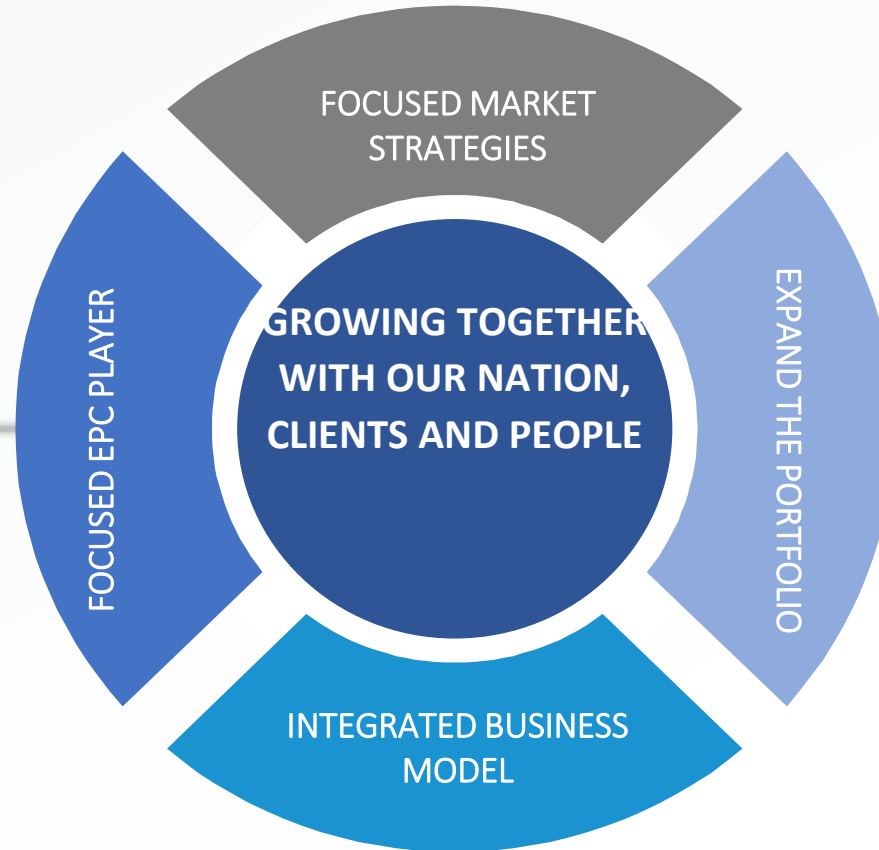 FOCUSED MARKET
STRATEGIES
EXPAND THE PORTFOLIO
GROWING TOGETHER
WITH OUR NATION,
CLIENTS AND PEOPLE
FOCUSED EPC PLAYER
INTEGRATED BUSINESS
MODEL